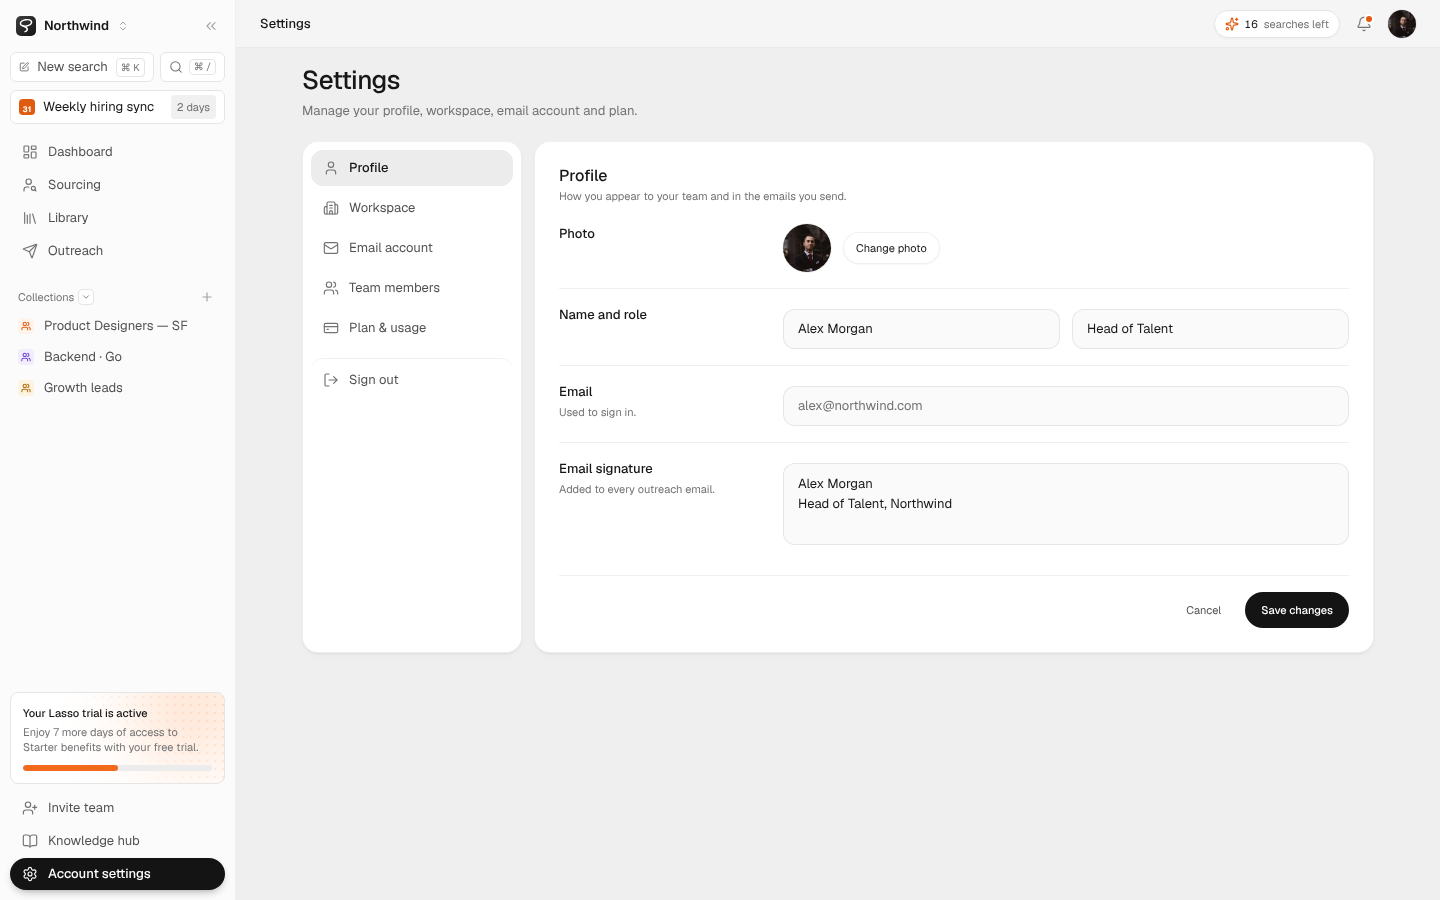 Northwind
New search
⌘ K
⌘ /
31
Weekly hiring sync
2 days
Dashboard
Sourcing
Library
Outreach
Collections
Product Designers — SF
Backend · Go
Growth leads
Your Lasso trial is active
Enjoy 7 more days of access to
Starter benefits with your free trial.
Invite team
Knowledge hub
Account settings
Settings
16 searches left
Settings
Manage your profile, workspace, email account and plan.
Profile
Workspace
Email account
Team members
Plan & usage
Sign out
Profile
How you appear to your team and in the emails you send.
Photo
Change photo
Name and role
Alex Morgan
Head of Talent
Email
Used to sign in.
alex@northwind.com
Email signature
Added to every outreach email.
Alex Morgan
Head of Talent, Northwind
Cancel
Save changes